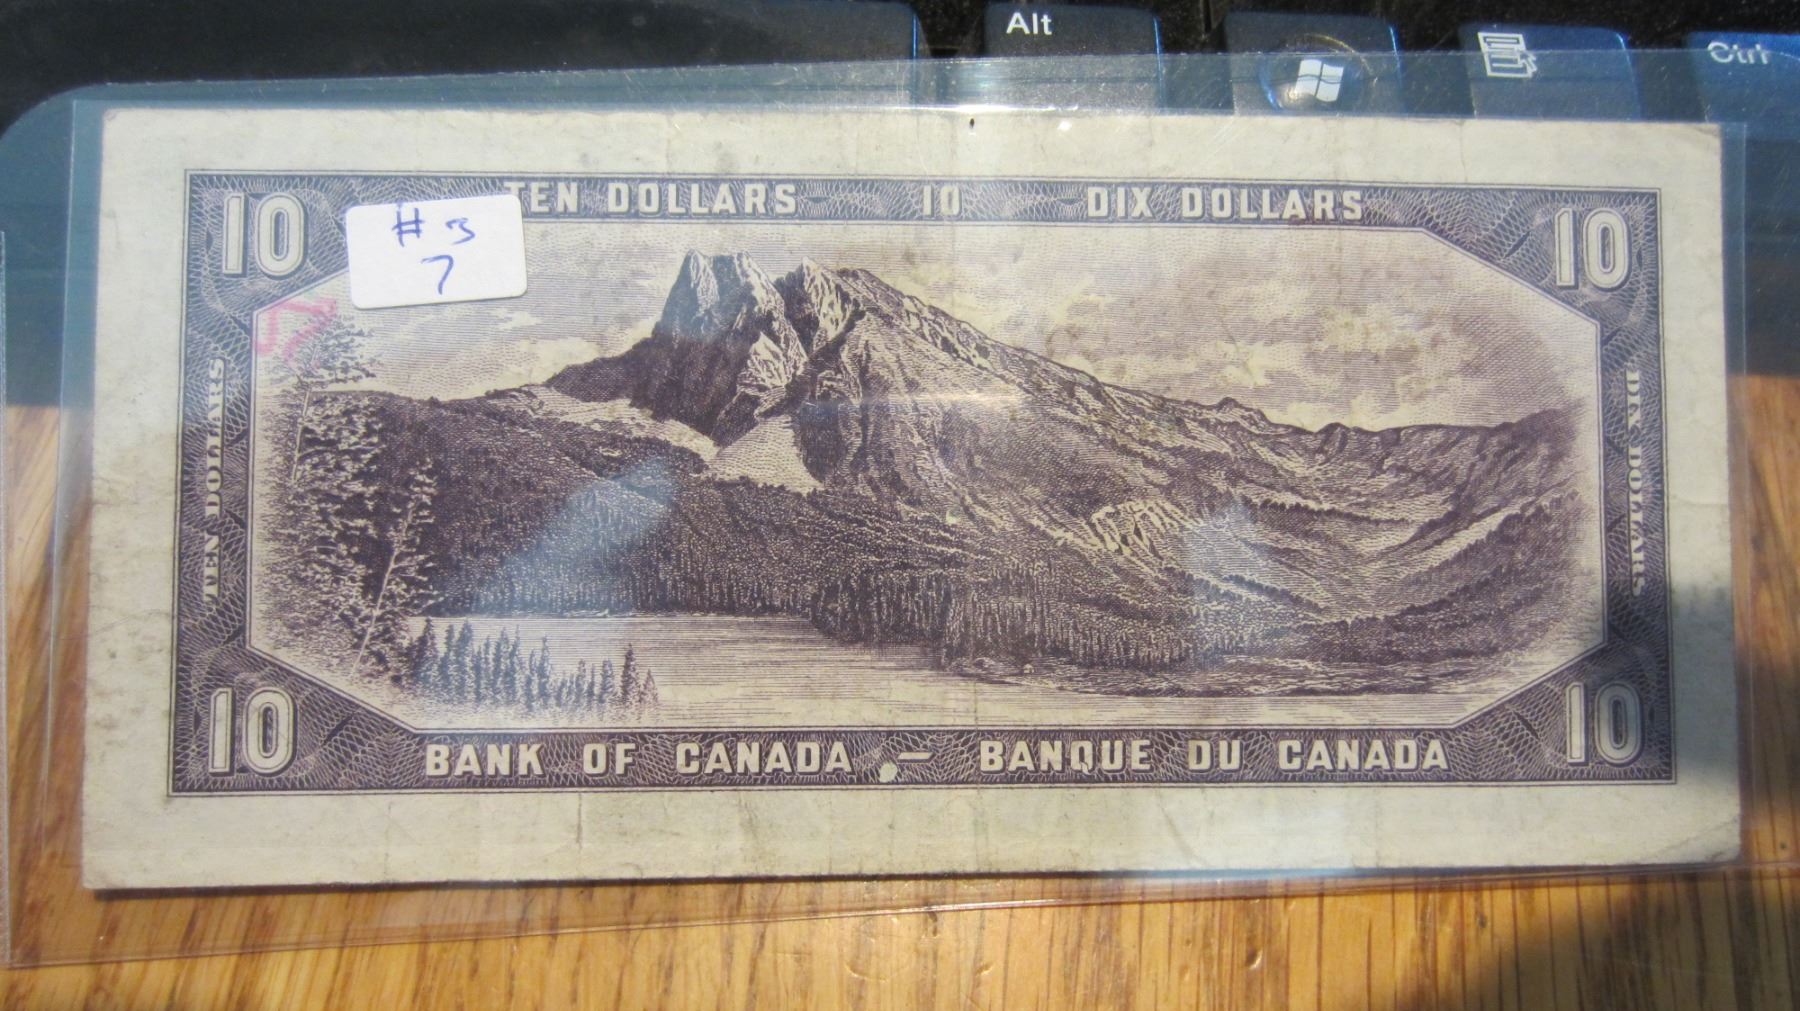 Alt
Ctrl
TEN DOLLARS 10 DIX DOLLARS
10
# 3
7
10
TEN DOLLARS
DIX DOLLARS
10
BANK OF CANADA – BANQUE DU CANADA
10